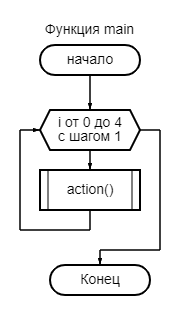 Функция main
начало
i от 0 до 4
с шагом 1
action()
Конец